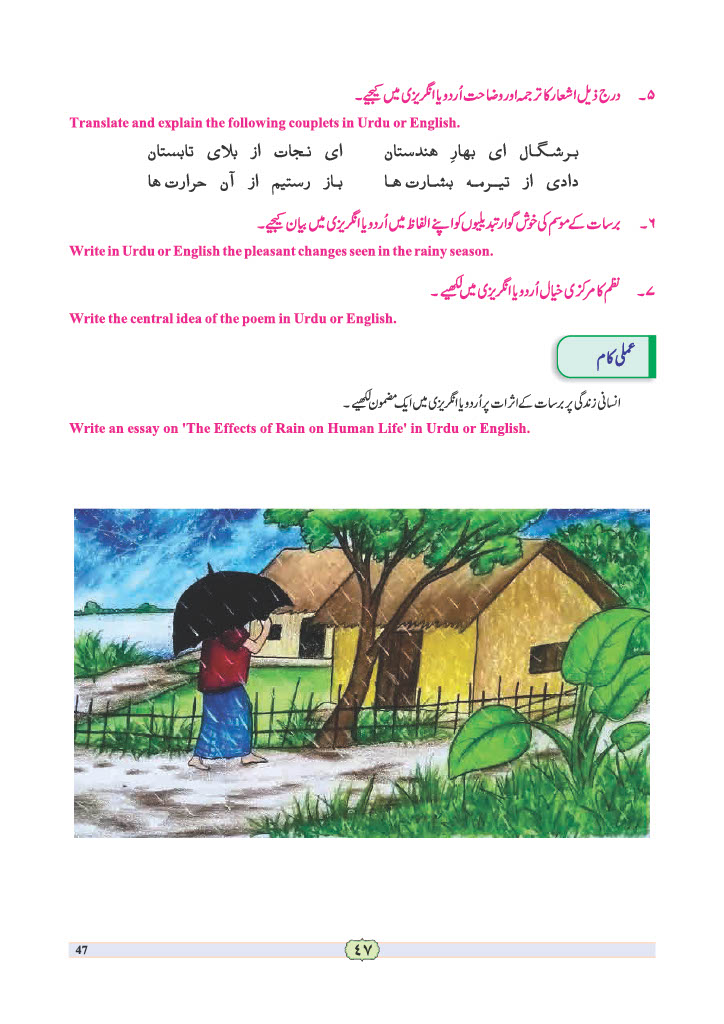 ۵۔ درج ذیل اشعار کا ترجمہ اور وضاحت اُردو یا انگریزی میں کیجیے۔
Translate and explain the following couplets in Urdu or English.
برشگال ای بهارِ هندستان ای نجات از بلای تابستان
دادی از تیرمه بشارت ها باز رستیم از آن حرارت ها
۶۔ برسات کے موسم کی خوش گوار تبدیلیوں کو اپنے الفاظ میں اُردو یا انگریزی میں بیان کیجیے۔
Write in Urdu or English the pleasant changes seen in the rainy season.
۷۔ نظم کا مرکزی خیال اُردو یا انگریزی میں لکھیے۔
Write the central idea of the poem in Urdu or English.
عملی کام
انسانی زندگی پر برسات کے اثرات پر اُردو یا انگریزی میں ایک مضمون لکھیے۔
Write an essay on 'The Effects of Rain on Human Life' in Urdu or English.
47
۴۷